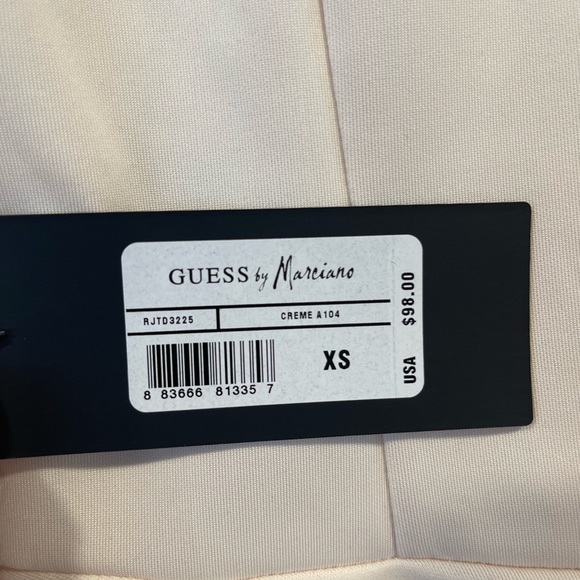 GUESS by Marciano
RJTD3225 CREME A104
XS
8 83666 81335 7
USA $98.00